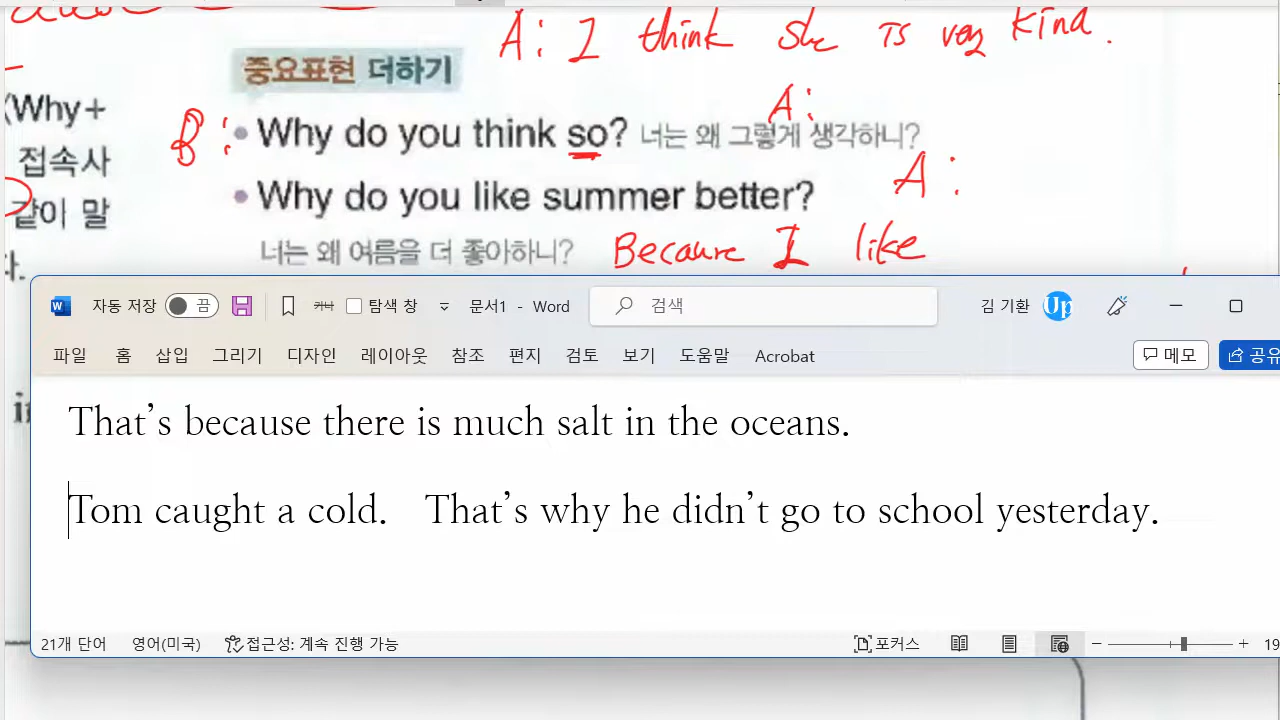 A: I think she is very kind.
중요표현 더하기
(Why+
A:
B: • Why do you think so? 너는 왜 그렇게 생각하니?
접속사
A:
• Why do you like summer better?
같이 말
너는 왜 여름을 더 좋아하니? Because I like
자동 저장 끔 가나 탐색 창 문서1 - Word 검색 김 기환 Up
파일 홈 삽입 그리기 디자인 레이아웃 참조 편지 검토 보기 도움말 Acrobat 메모 공유
That's because there is much salt in the oceans.
Tom caught a cold. That's why he didn't go to school yesterday.
21개 단어 영어(미국) 접근성: 계속 진행 가능 포커스 − + 19